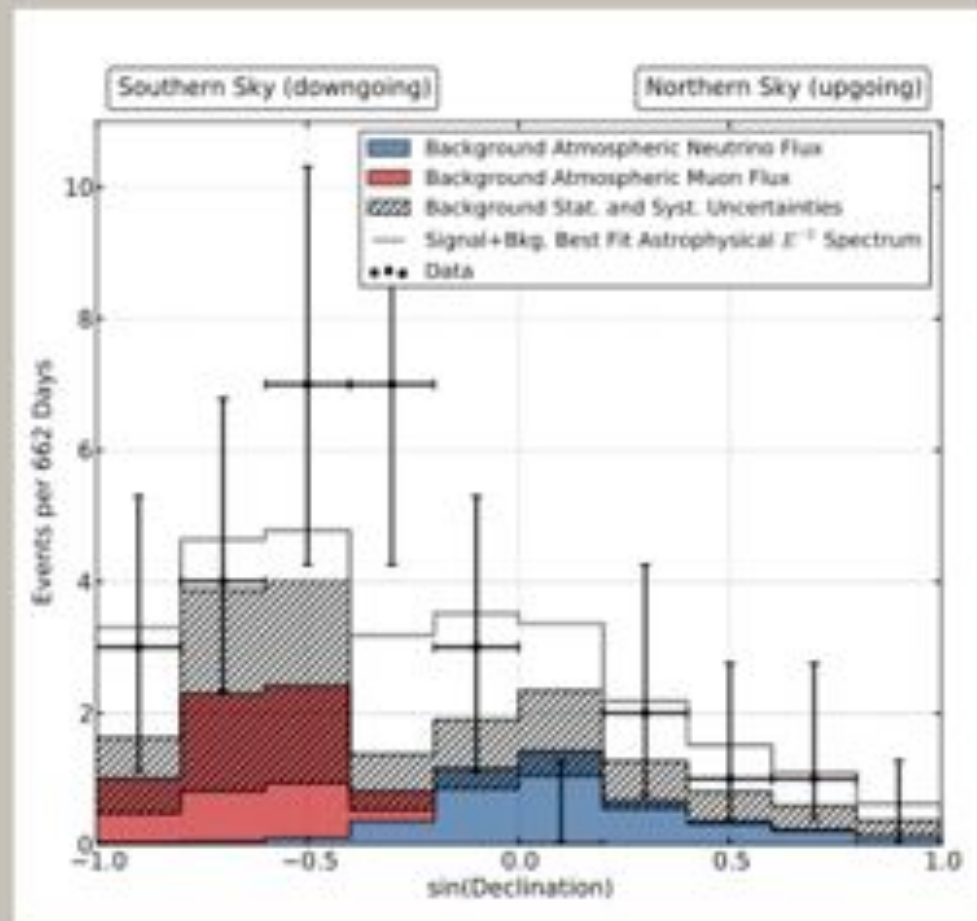 Southern Sky (downgoing)
Northern Sky (upgoing)
Background Atmospheric Neutrino Flux
Background Atmospheric Muon Flux
Background Stat. and Syst. Uncertainties
Signal+Bkg. Best Fit Astrophysical Spectrum
Data
Events per 662 Days
10
8
6
4
2
0
−1.0 −0.5 0.0 0.5 1.0
sin(Declination)